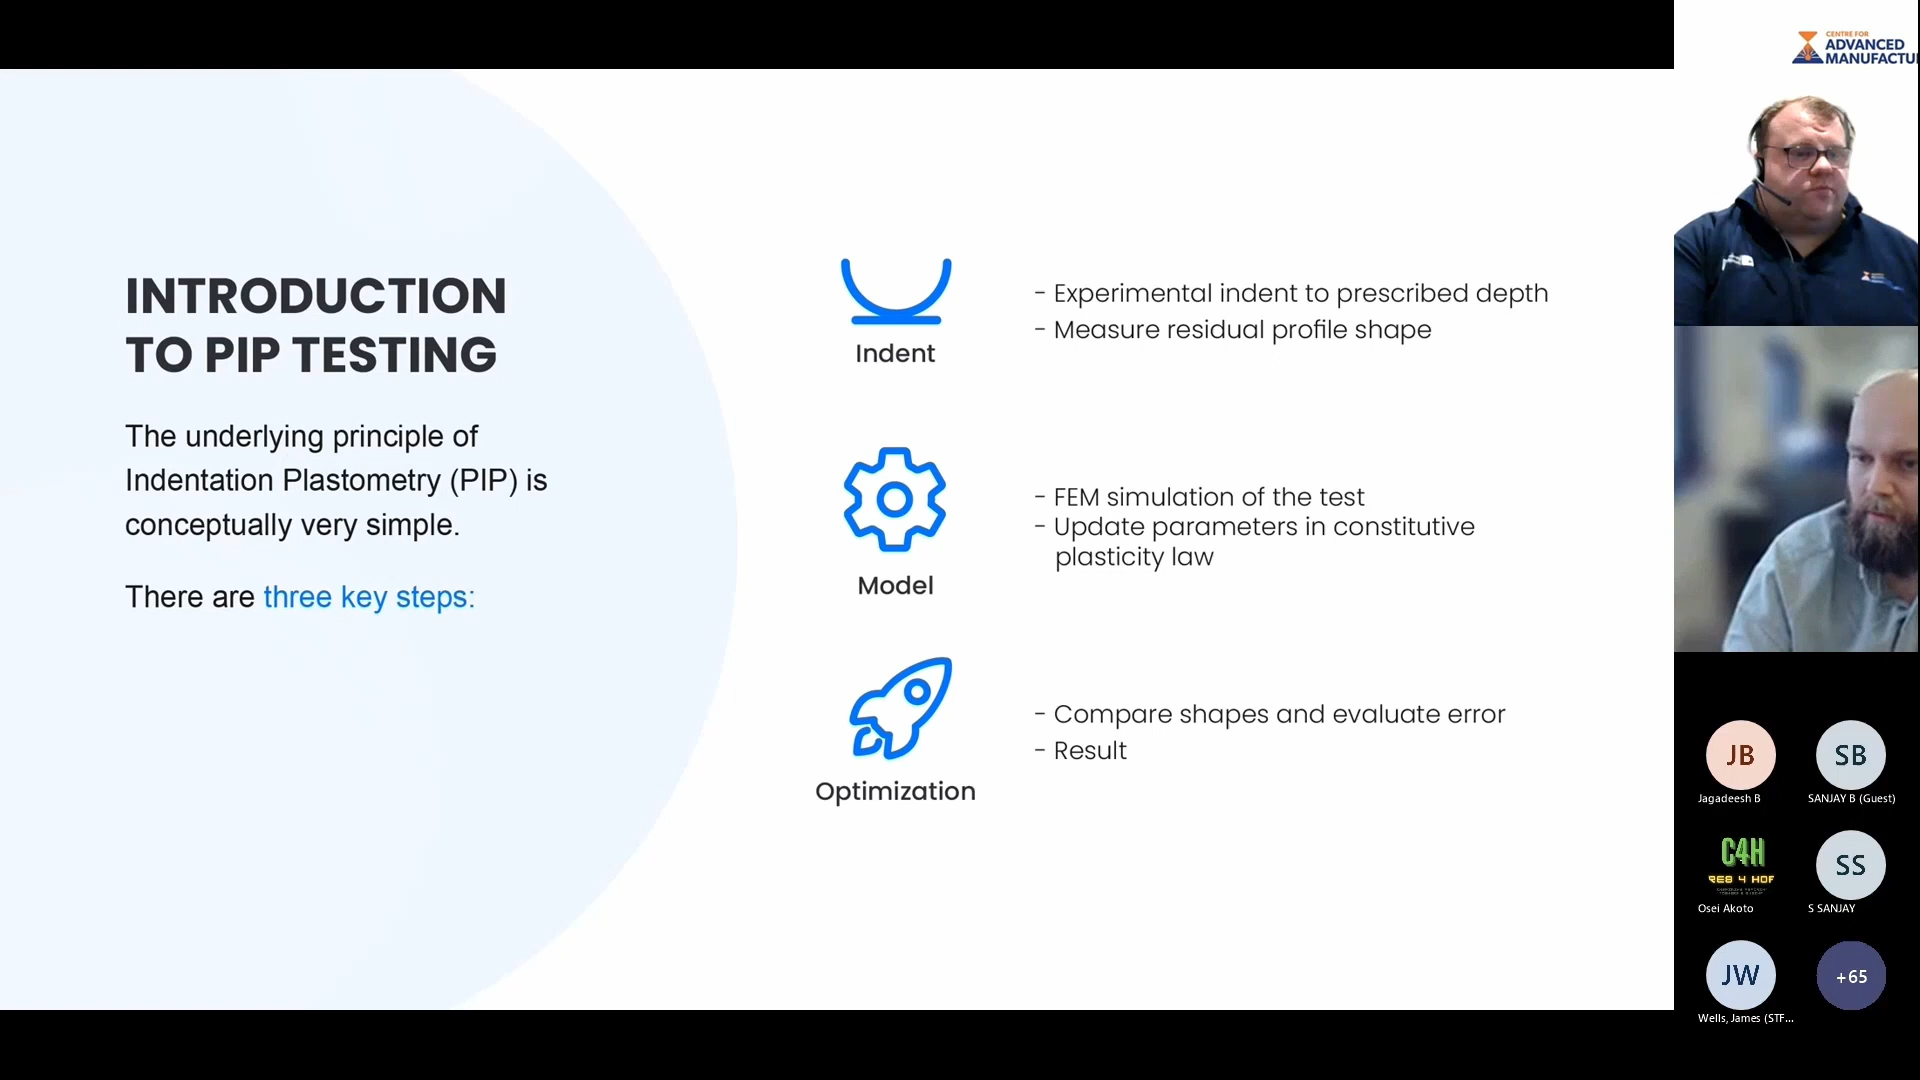 INTRODUCTION
TO PIP TESTING
The underlying principle of
Indentation Plastometry (PIP) is
conceptually very simple.
There are three key steps:
Indent
- Experimental indent to prescribed depth
- Measure residual profile shape
Model
- FEM simulation of the test
- Update parameters in constitutive
plasticity law
Optimization
- Compare shapes and evaluate error
- Result
CENTRE FOR
ADVANCED
MANUFACTU
JB
Jagadeesh B
SB
SANJAY B (Guest)
C4H
REB 4 HOF
Osei Akoto
SS
S SANJAY
JW
Wells, James (STF...
+65